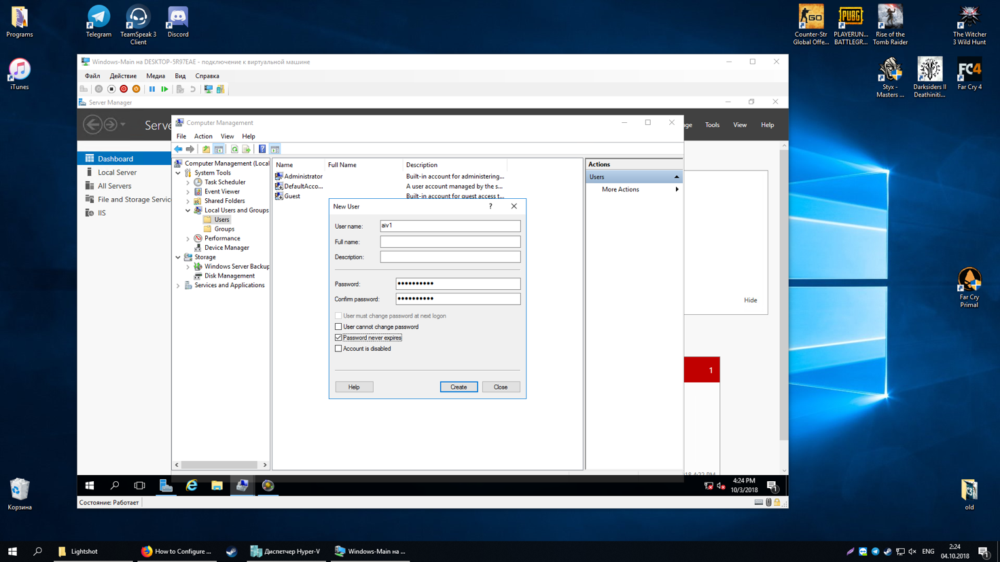 Programs
Telegram
TeamSpeak 3
Client
Discord
Counter-Str
Global Offe...
PLAYERUN...
BATTLEGR...
Rise of the
Tomb Raider
The Witcher
3 Wild Hunt
iTunes
Styx -
Masters ...
Darksiders II
Deathiniti...
Far Cry 4
Windows-Main на DESKTOP-5R97EAE - подключение к виртуальной машине
Файл
Действие
Медиа
Вид
Справка
Server Manager
Serve
Tools
View
Help
Computer Management
File
Action
View
Help
Dashboard
Local Server
All Servers
File and Storage Servic
IIS
Computer Management (Local
System Tools
Task Scheduler
Event Viewer
Shared Folders
Local Users and Groups
Users
Groups
Performance
Device Manager
Storage
Windows Server Backup
Disk Management
Services and Applications
Name
Full Name
Description
Administrator
Built-in account for administering...
DefaultAcco...
A user account managed by the s...
Guest
Built-in account for guest access t...
Actions
Users
More Actions
New User
?
User name:
aiv1
Full name:
Description:
Password:
Confirm password:
User must change password at next logon
User cannot change password
Password never expires
Account is disabled
Help
Create
Close
Hide
1
Far Cry
Primal
4:24 PM
10/3/2018
1
Состояние: Работает
Корзина
old
Lightshot
How to Configure ...
Диспетчер Hyper-V
Windows-Main на ...
ENG
2:24
04.10.2018
1